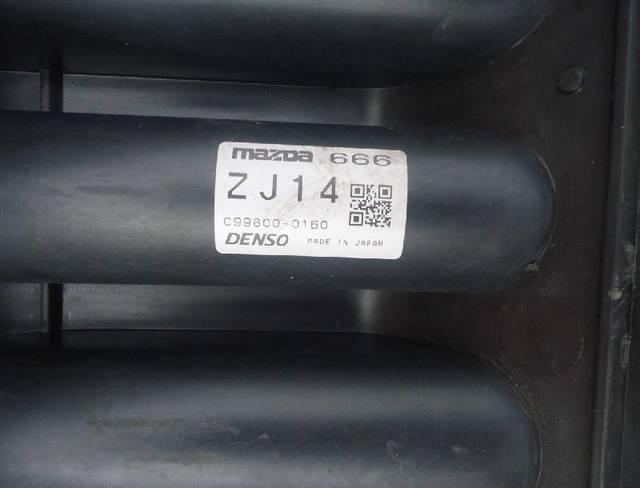 mazda 666
ZJ14
C99800-0160
DENSO MADE IN JAPAN